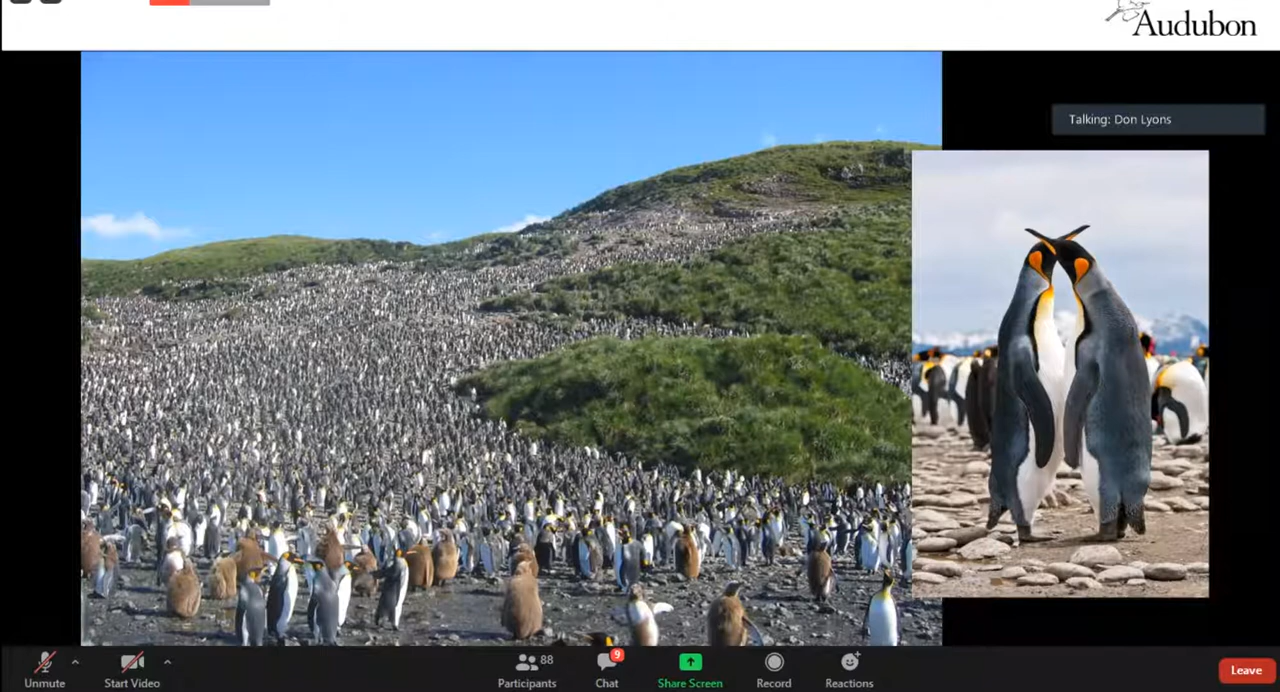 Audubon
Talking: Don Lyons
88
9
Unmute
Start Video
Participants
Chat
Share Screen
Record
Reactions
Leave